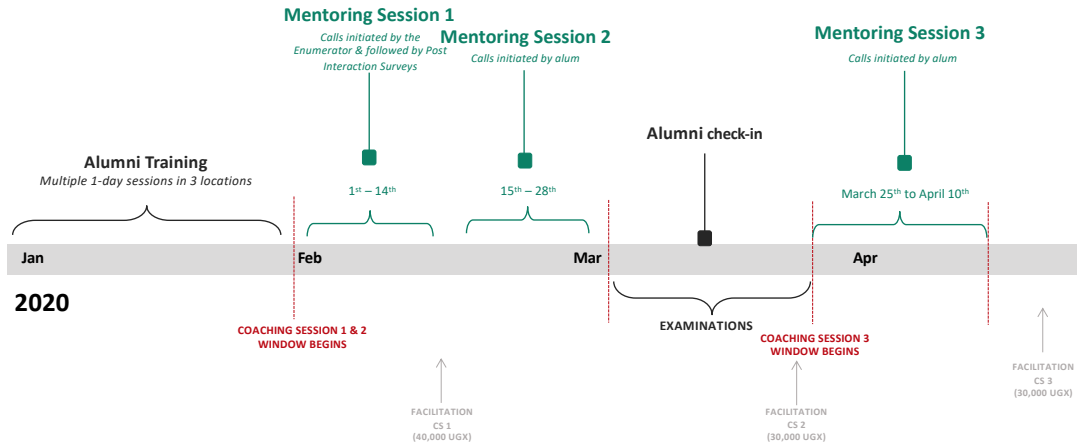 Mentoring Session 1
Calls initiated by the
Enumerator & followed by Post
Interaction Surveys
Mentoring Session 2
Calls initiated by alum
Mentoring Session 3
Calls initiated by alum
Alumni check-in
Alumni Training
Multiple 1-day sessions in 3 locations
1st – 14th
15th – 28th
March 25th to April 10th
Jan
Feb
Mar
Apr
2020
EXAMINATIONS
COACHING SESSION 1 & 2
WINDOW BEGINS
COACHING SESSION 3
WINDOW BEGINS
FACILITATION
CS 1
(40,000 UGX)
FACILITATION
CS 2
(30,000 UGX)
FACILITATION
CS 3
(30,000 UGX)